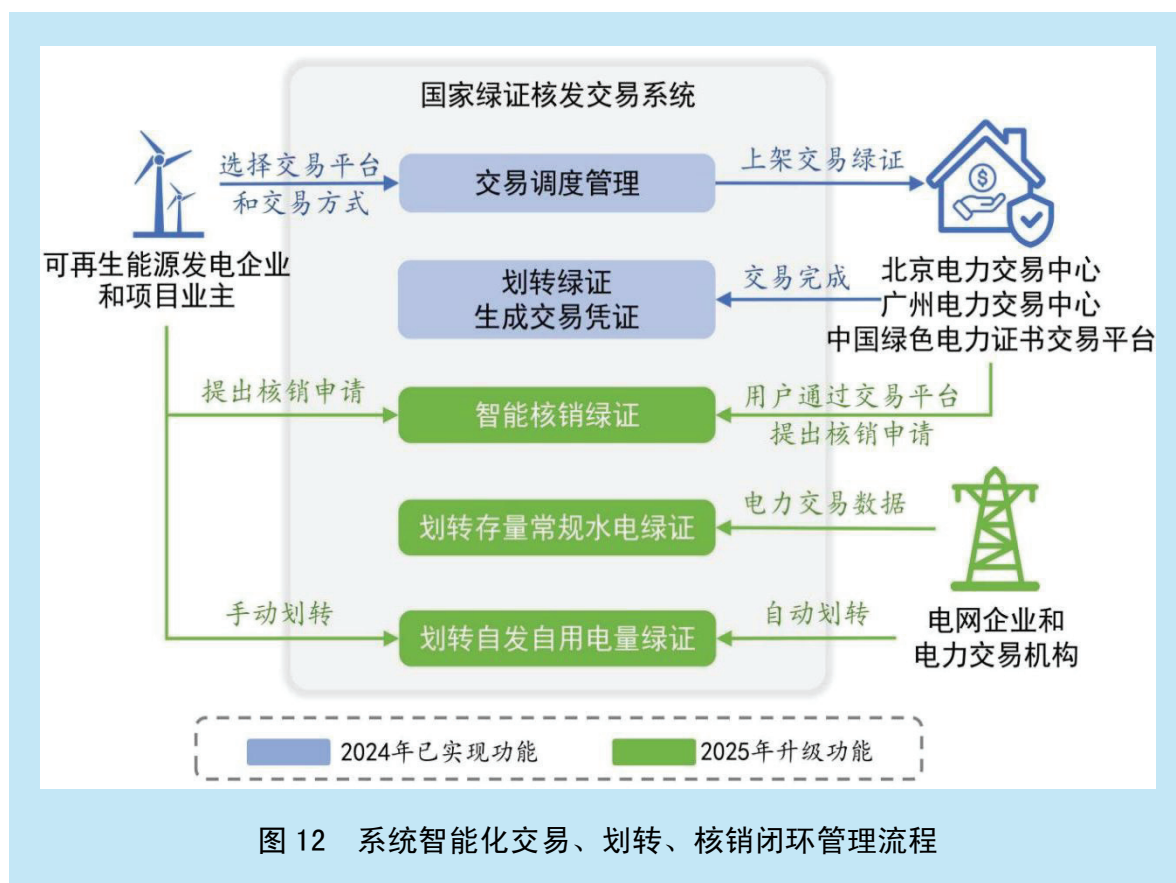 国家绿证核发交易系统
选择交易平台
和交易方式
交易调度管理
上架交易绿证
可再生能源发电企业
和项目业主
划转绿证
生成交易凭证
交易完成
北京电力交易中心
广州电力交易中心
中国绿色电力证书交易平台
提出核销申请
智能核销绿证
用户通过交易平台
提出核销申请
划转存量常规水电绿证
电力交易数据
手动划转
划转自发自用电量绿证
自动划转
电网企业和
电力交易机构
2024年已实现功能
2025年升级功能
图 12 系统智能化交易、划转、核销闭环管理流程